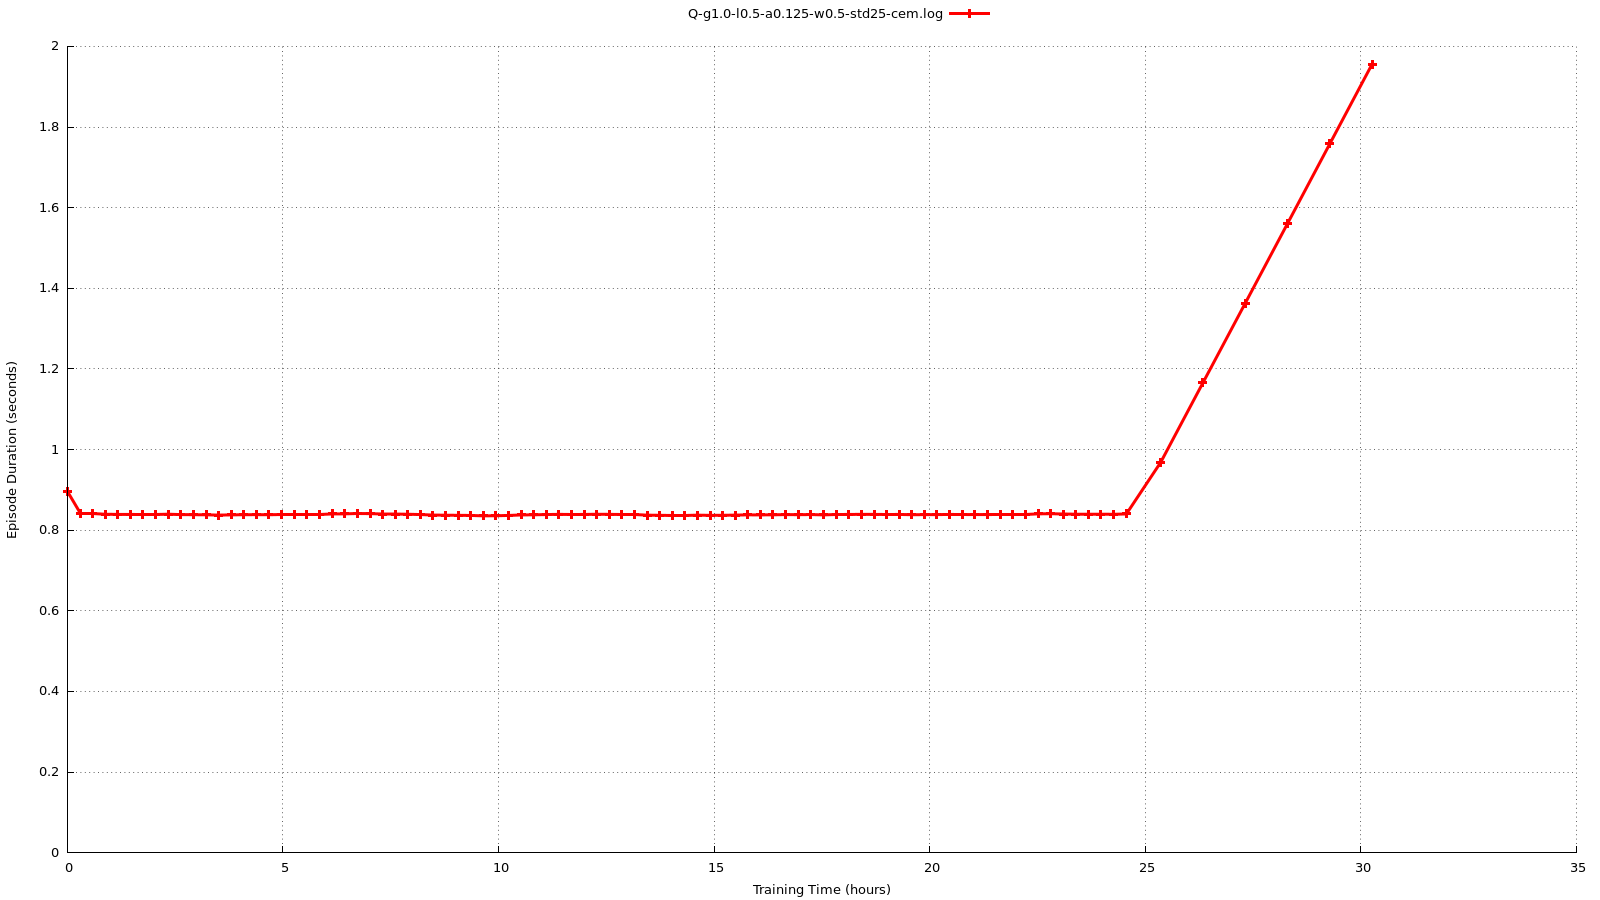 Q-g1.0-l0.5-a0.125-w0.5-std25-cem.log
2
1.8
1.6
1.4
1.2
1
0.8
0.6
0.4
0.2
0
Episode Duration (seconds)
0 5 10 15 20 25 30 35
Training Time (hours)